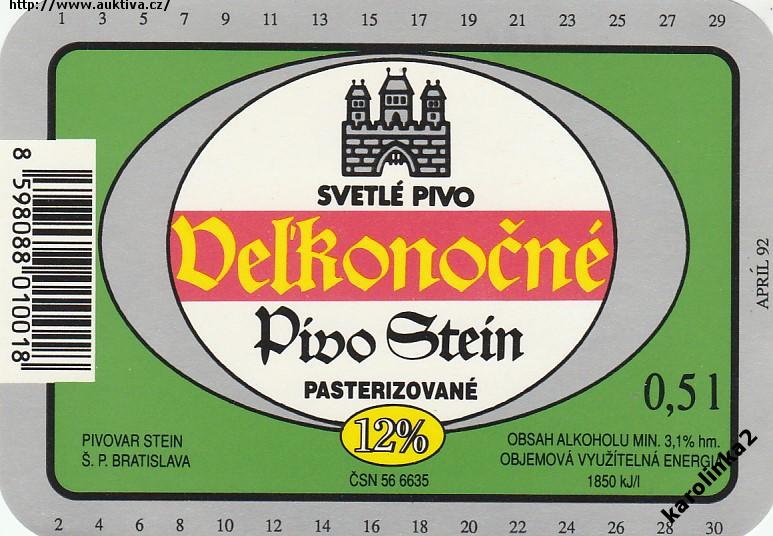 http://www.auktiva.cz/
1 3 5 7 9 11 13 15 17 19 21 23 25 27 29
SVETLÉ PIVO
Veľkonočné
Pivo Stein
PASTERIZOVANÉ
12%
0,5 l
PIVOVAR STEIN
Š. P. BRATISLAVA
ČSN 56 6635
OBSAH ALKOHOLU MIN. 3,1% hm.
OBJEMOVÁ VYUŽÍTELNÁ ENERGIA
1850 kJ/l
8 598088 010018
APRÍL 92
karolinka2
2 4 6 8 10 12 14 16 18 20 22 24 26 28 30